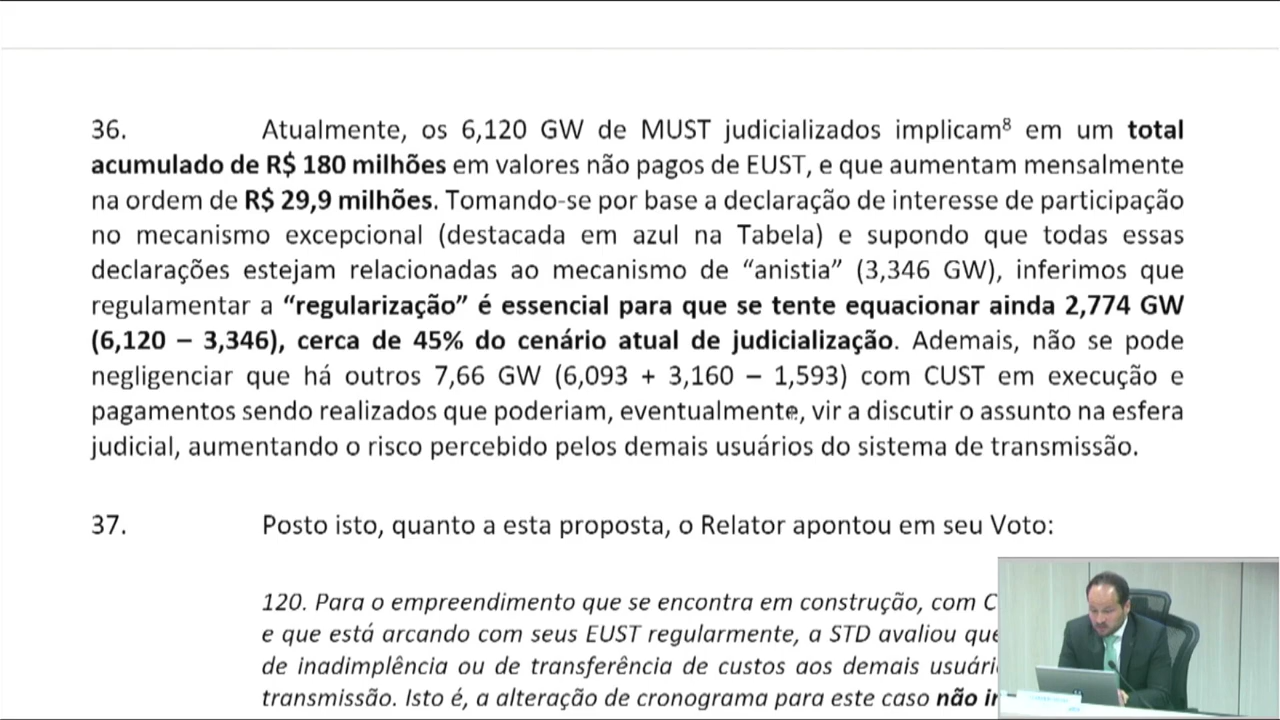 36. Atualmente, os 6,120 GW de MUST judicializados implicam⁸ em um total
acumulado de R$ 180 milhões em valores não pagos de EUST, e que aumentam mensalmente
na ordem de R$ 29,9 milhões. Tomando-se por base a declaração de interesse de participação
no mecanismo excepcional (destacada em azul na Tabela) e supondo que todas essas
declarações estejam relacionadas ao mecanismo de “anistia” (3,346 GW), inferimos que
regulamentar a “regularização” é essencial para que se tente equacionar ainda 2,774 GW
(6,120 – 3,346), cerca de 45% do cenário atual de judicialização. Ademais, não se pode
negligenciar que há outros 7,66 GW (6,093 + 3,160 – 1,593) com CUST em execução e
pagamentos sendo realizados que poderiam, eventualmente, vir a discutir o assunto na esfera
judicial, aumentando o risco percebido pelos demais usuários do sistema de transmissão.
37. Posto isto, quanto a esta proposta, o Relator apontou em seu Voto:
120. Para o empreendimento que se encontra em construção, com C
e que está arcando com seus EUST regularmente, a STD avaliou que
de inadimplência ou de transferência de custos aos demais usuári
transmissão. Isto é, a alteração de cronograma para este caso não in